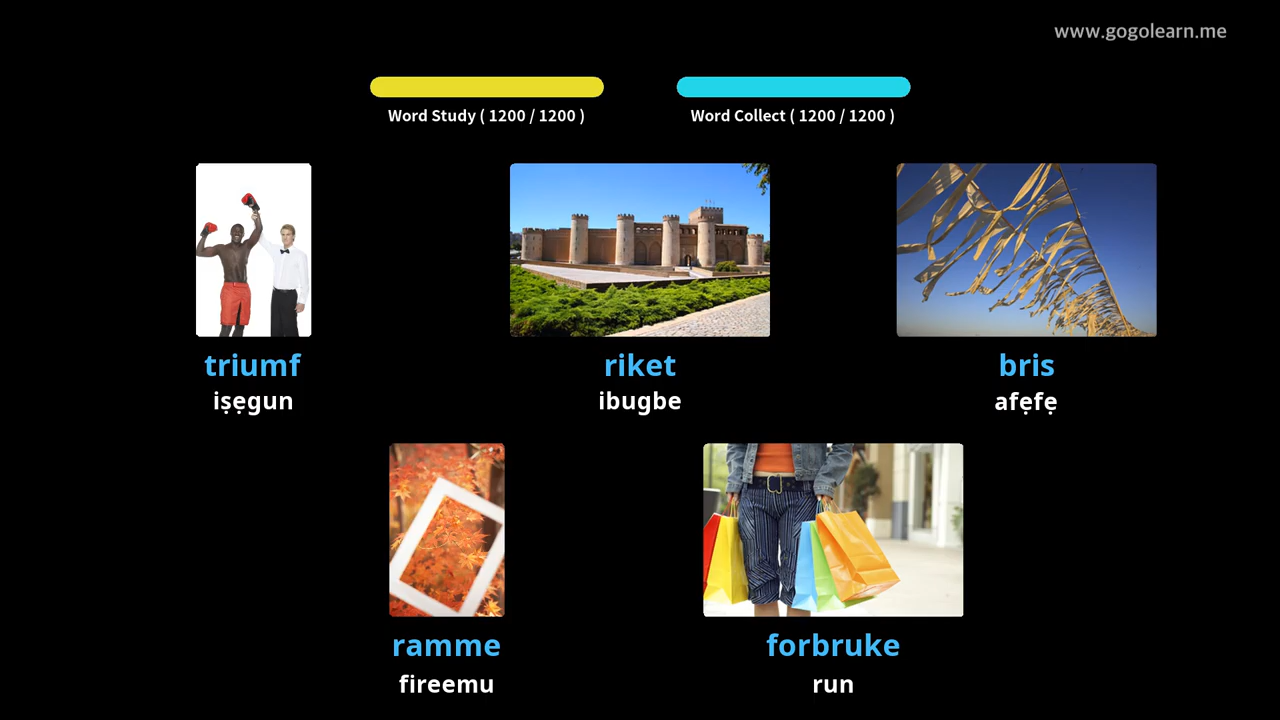 www.gogolearn.me
Word Study ( 1200 / 1200 )
Word Collect ( 1200 / 1200 )
triumf
iṣẹgun
riket
ibugbe
bris
afẹfẹ
ramme
fireemu
forbruke
run